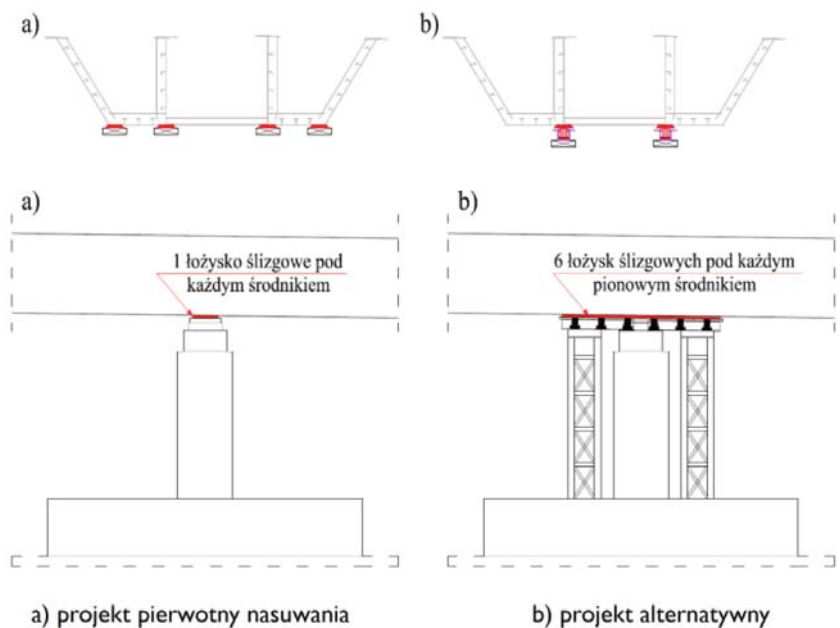 a)
b)
a)
b)
1 łożysko ślizgowe pod
każdym środnikiem
6 łożysk ślizgowych pod każdym
pionowym środnikiem
a) projekt pierwotny nasuwania
b) projekt alternatywny